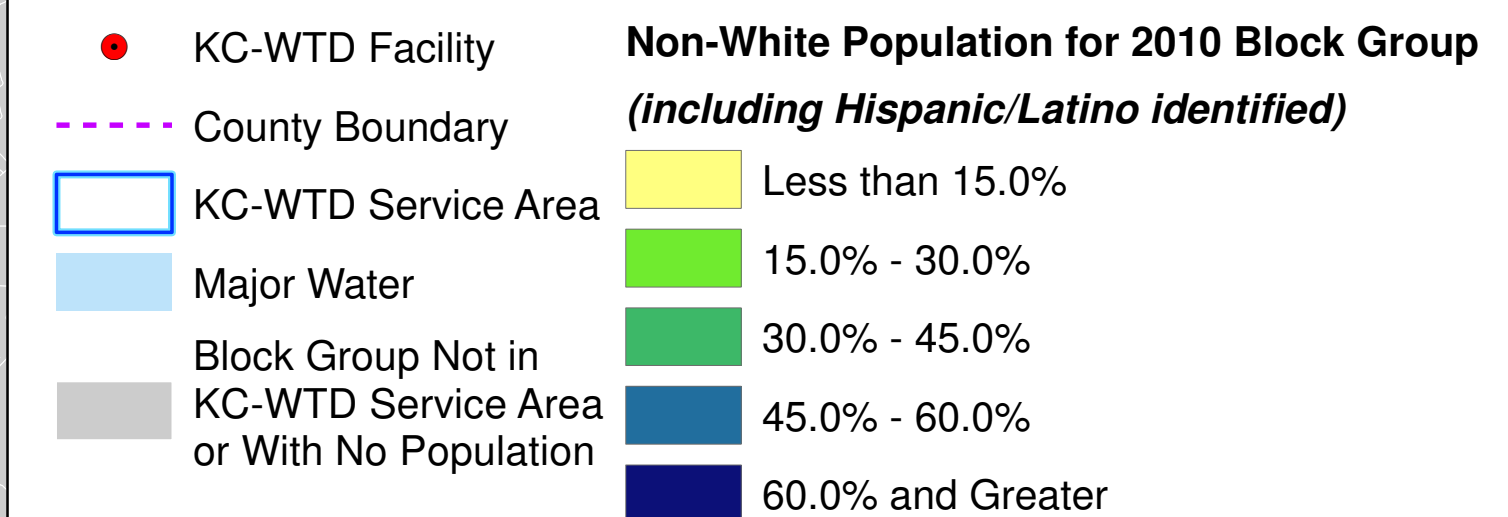 KC-WTD Facility
County Boundary
KC-WTD Service Area
Major Water
Block Group Not in
KC-WTD Service Area
or With No Population
Non-White Population for 2010 Block Group
(including Hispanic/Latino identified)
Less than 15.0%
15.0% - 30.0%
30.0% - 45.0%
45.0% - 60.0%
60.0% and Greater